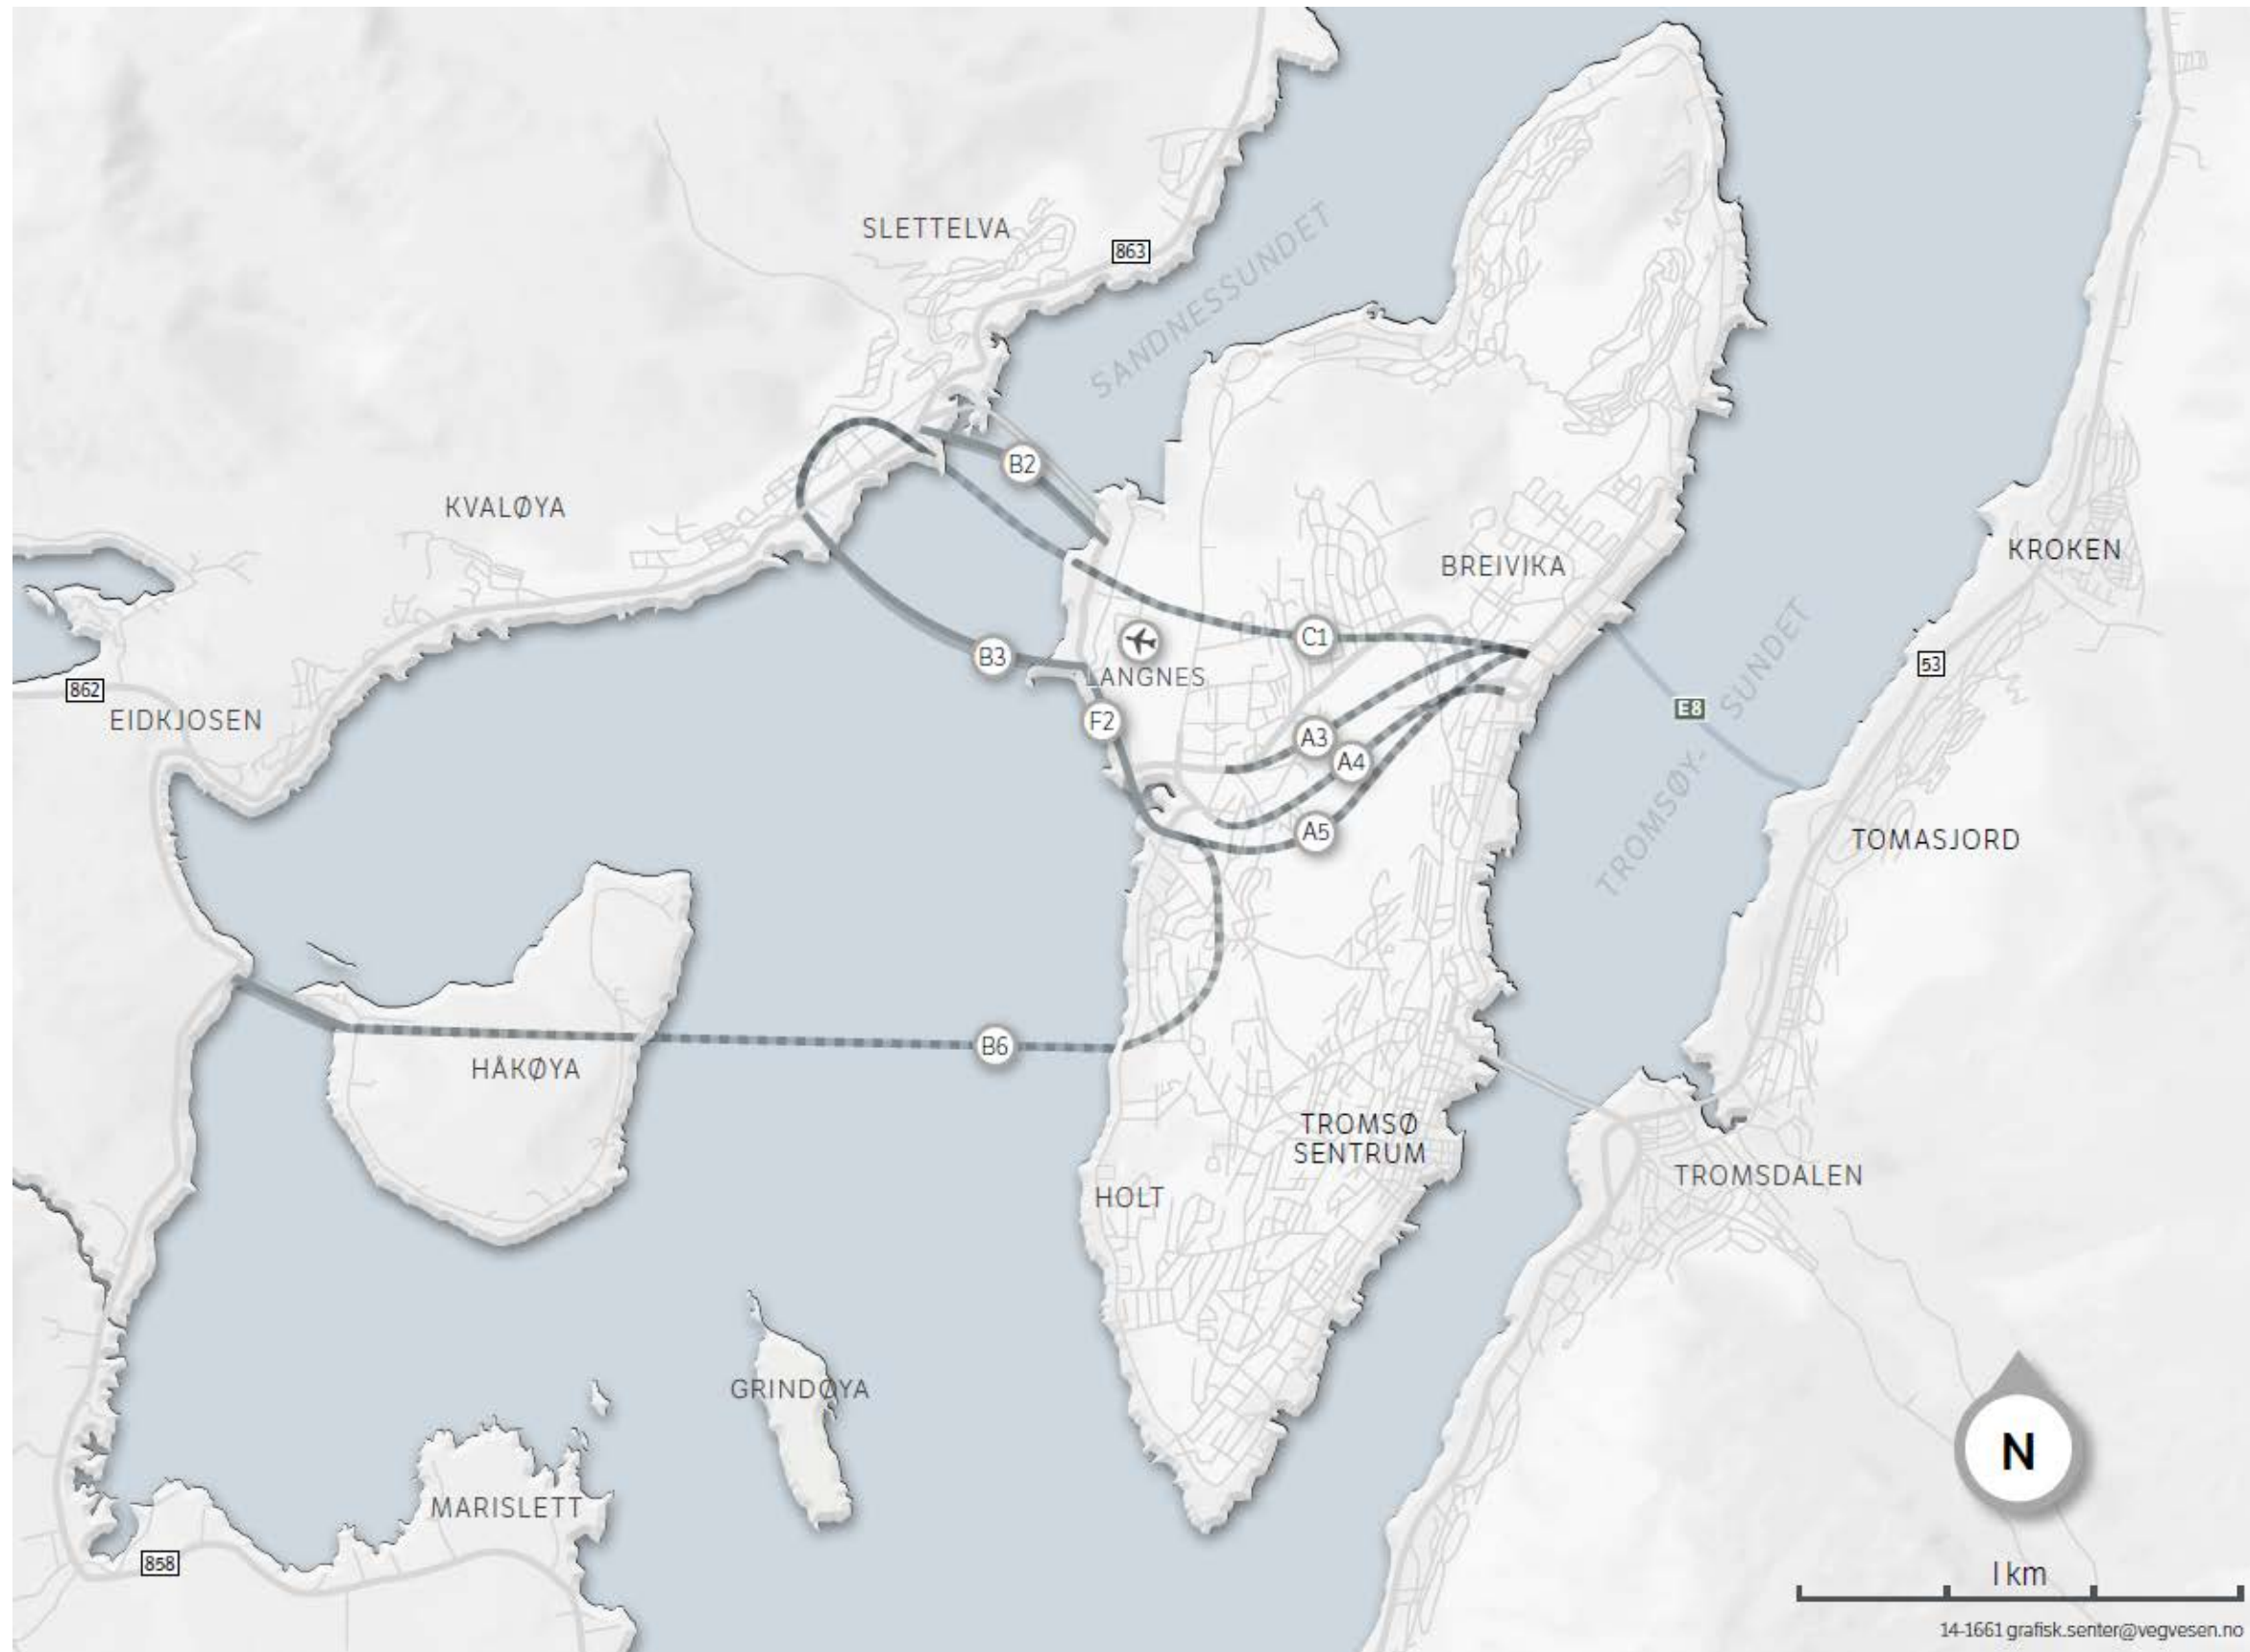 SLETTELVA
863
SANDNESSUNDET
B2
KVALØYA
BREIVIKA
KROKEN
C1
B3
LANGNES
862
EIDKJOSEN
F2
A3
A4
A5
E8
53
TROMSØY-
SUNDET
TOMASJORD
B6
HÅKØYA
TROMSØ
SENTRUM
TROMSDALEN
HOLT
GRINDØYA
MARISLETT
858
N
1 km
14-1661 grafisk.senter@vegvesen.no